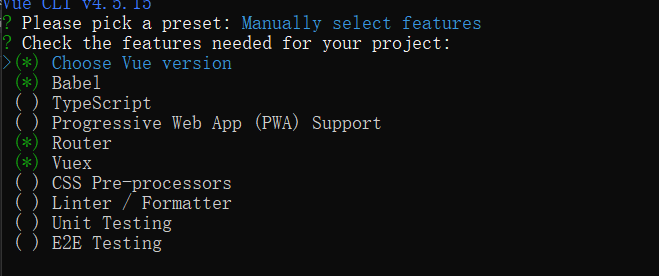 Vue CLI v4.5.15
? Please pick a preset: Manually select features
? Check the features needed for your project:
>(*) Choose Vue version
(*) Babel
( ) TypeScript
( ) Progressive Web App (PWA) Support
(*) Router
(*) Vuex
( ) CSS Pre-processors
( ) Linter / Formatter
( ) Unit Testing
( ) E2E Testing